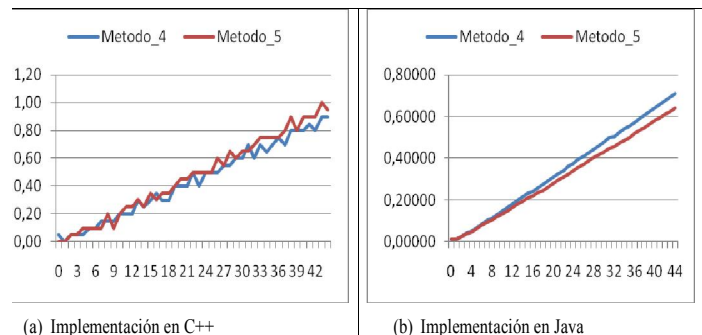 Metodo_4 Metodo_5
1,20
1,00
0,80
0,60
0,40
0,20
0,00
0 3 6 9 12 15 18 21 24 27 30 33 36 39 42
(a) Implementación en C++
Metodo_4 Metodo_5
0,80000
0,60000
0,40000
0,20000
0,00000
0 4 8 12 16 20 24 28 32 36 40 44
(b) Implementación en Java